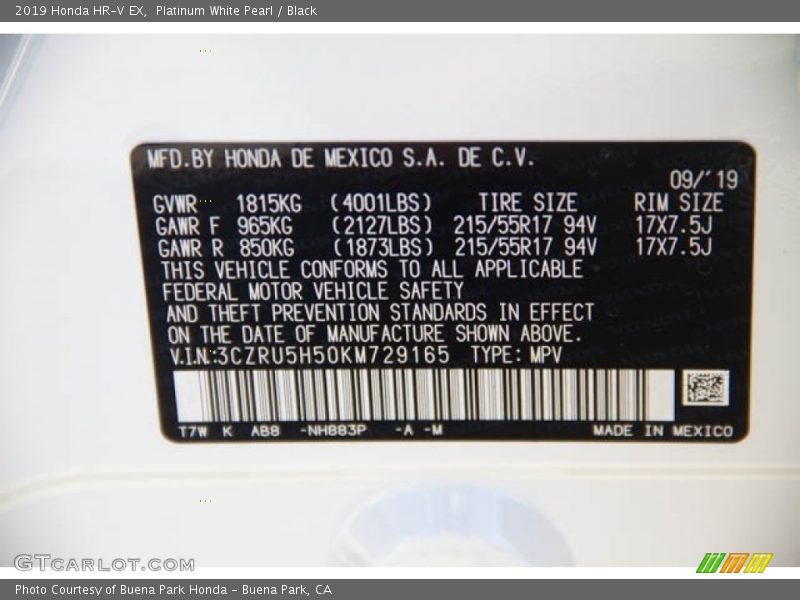 2019 Honda HR-V EX, Platinum White Pearl / Black
MFD.BY HONDA DE MEXICO S.A. DE C.V.
09/'19
GVWR 1815KG (4001LBS) TIRE SIZE RIM SIZE
GAWR F 965KG (2127LBS) 215/55R17 94V 17X7.5J
GAWR R 850KG (1873LBS) 215/55R17 94V 17X7.5J
THIS VEHICLE CONFORMS TO ALL APPLICABLE
FEDERAL MOTOR VEHICLE SAFETY
AND THEFT PREVENTION STANDARDS IN EFFECT
ON THE DATE OF MANUFACTURE SHOWN ABOVE.
V.I.N.:3CZRU5H50KM729165 TYPE: MPV
T7W K AB8 -NH883P -A -M MADE IN MEXICO
GTCARLOT.COM
Photo Courtesy of Buena Park Honda - Buena Park, CA